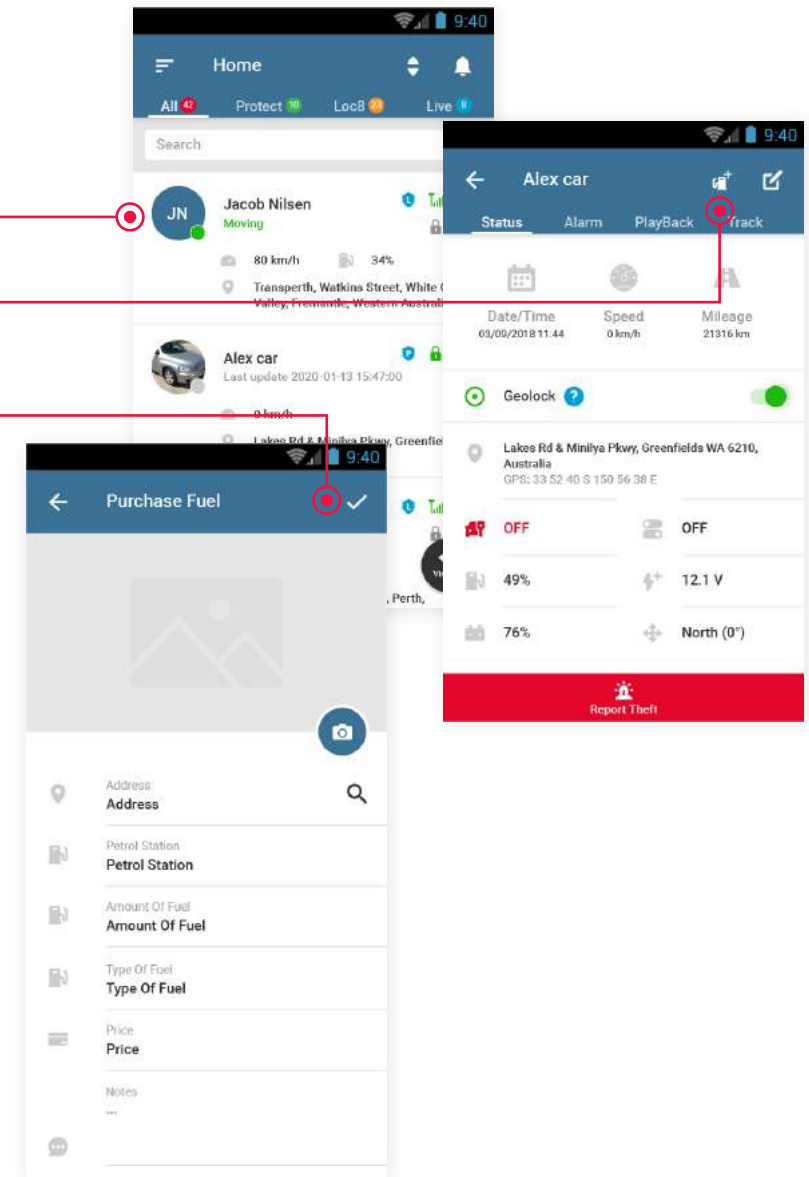 9:40
Home
All 42
Protect 10
Loc8 23
Live
Search
JN
Jacob Nilsen
Moving
80 km/h
34%
Transperth, Watkins Street, White
Valley, Fremantle, Western
Alex car
Last update 2020-01-13 15:47:00
0 km/h
Lakes Rd & Minilya Pkwy,
, Perth,
9:40
Alex car
Status
Alarm
PlayBack
Track
Date/Time
Speed
Mileage
03/09/2018 11:44
0 km/h
21316 km
Geolock ?
Lakes Rd & Minilya Pkwy, Greenfields WA 6210,
Australia
GPS: 33 52 40 S 150 56 38 E
OFF
OFF
49%
12.1 V
76%
North (0°)
Report Theft
9:40
Purchase Fuel
Address
Address
Petrol Station
Petrol Station
Amount Of Fuel
Amount Of Fuel
Type Of Fuel
Type Of Fuel
Price
Price
Notes
...